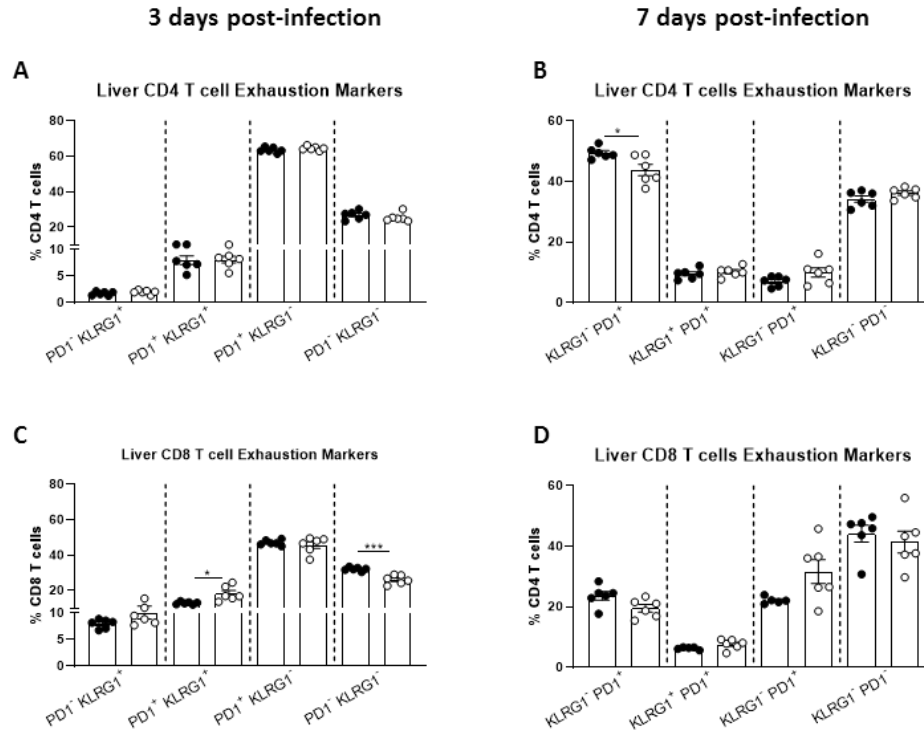 3 days post-infection
7 days post-infection
A
Liver CD4 T cell Exhaustion Markers
% CD4 T cells
80
60
40
20
10
5
0
PD1⁻ KLRG1⁺
PD1⁺ KLRG1⁺
PD1⁺ KLRG1⁻
PD1⁻ KLRG1⁻
B
Liver CD4 T cells Exhaustion Markers
% CD4 T cells
60
40
20
0
*
KLRG1⁻ PD1⁺
KLRG1⁺ PD1⁺
KLRG1⁻ PD1⁺
KLRG1⁻ PD1⁻
C
Liver CD8 T cell Exhaustion Markers
% CD8 T cells
80
60
40
20
10
5
0
*
***
PD1⁻ KLRG1⁺
PD1⁺ KLRG1⁺
PD1⁺ KLRG1⁻
PD1⁻ KLRG1⁻
D
Liver CD8 T cells Exhaustion Markers
% CD4 T cells
60
40
20
0
KLRG1⁻ PD1⁺
KLRG1⁺ PD1⁺
KLRG1⁻ PD1⁺
KLRG1⁻ PD1⁻